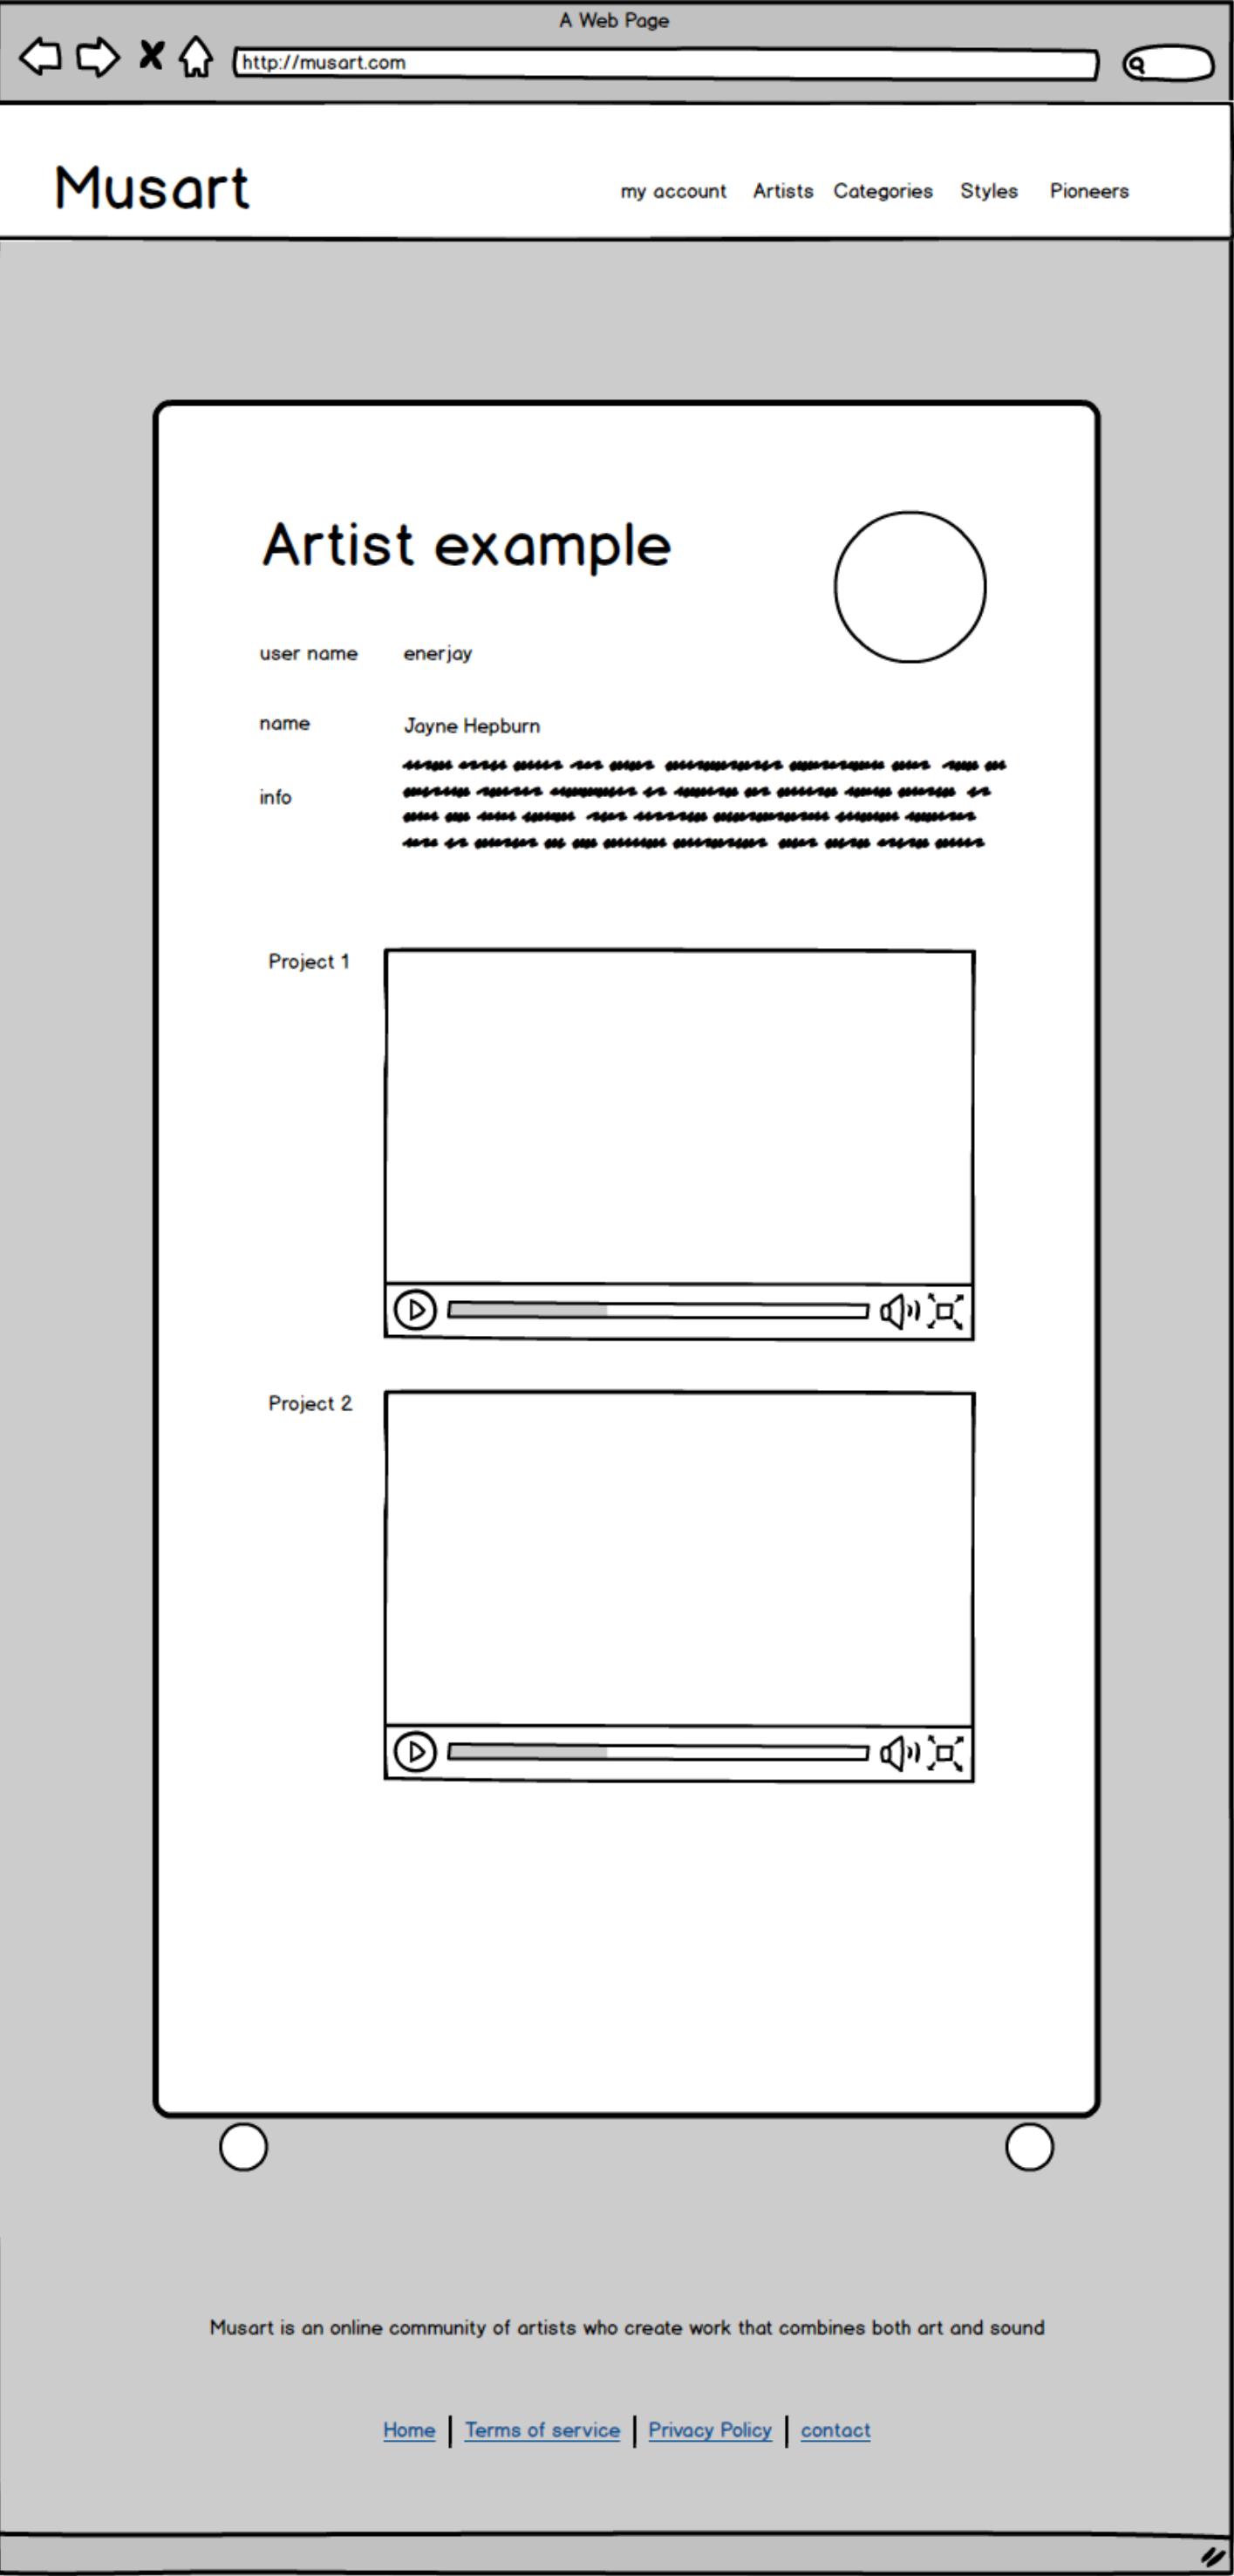 A Web Page
http://musart.com
Musart
my account Artists Categories Styles Pioneers
Artist example
user name enerjay
name Jayne Hepburn
info
Project 1
Project 2
Musart is an online community of artists who create work that combines both art and sound
Home | Terms of service | Privacy Policy | contact